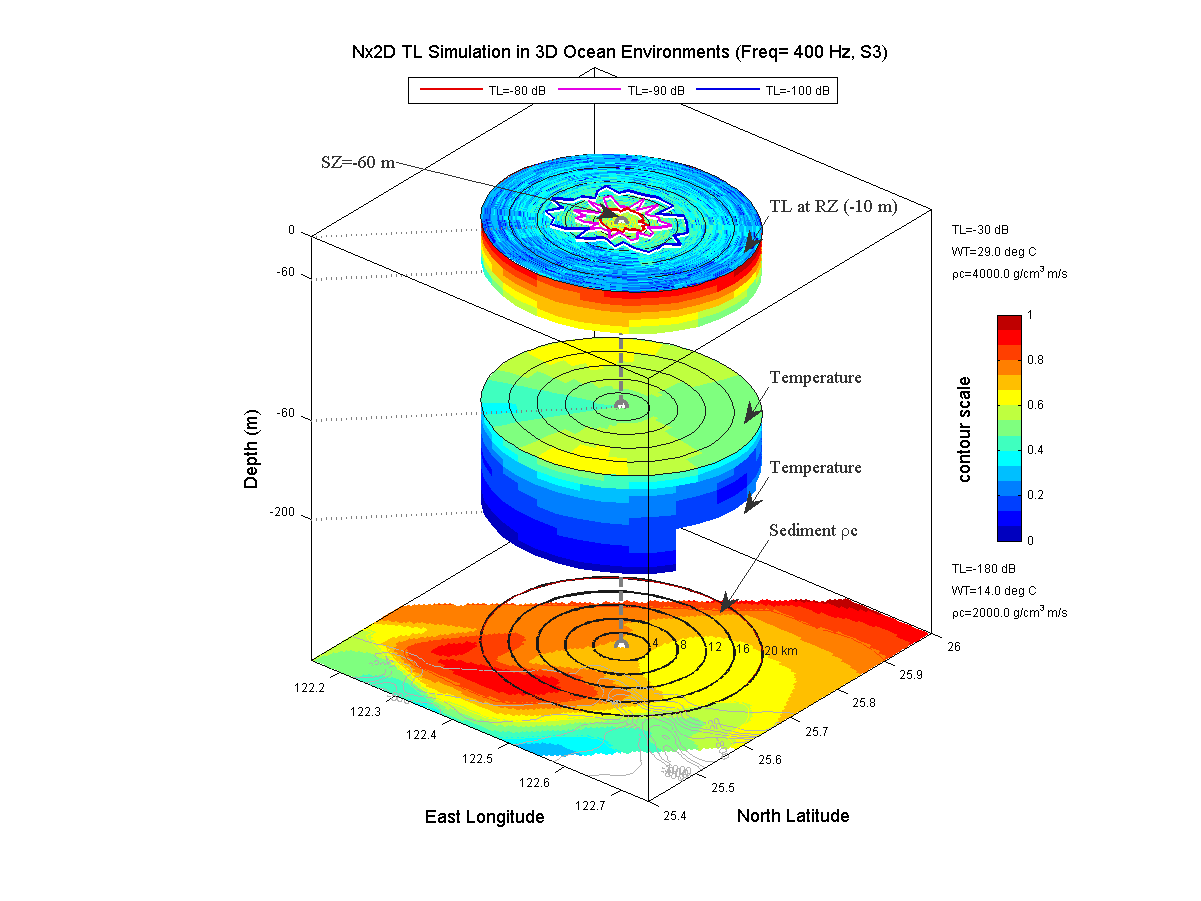 Nx2D TL Simulation in 3D Ocean Environments (Freq= 400 Hz, S3)
TL=-80 dB TL=-90 dB TL=-100 dB
SZ=-60 m
TL at RZ (-10 m)
0
-60
-60
-200
Depth (m)
Temperature
Temperature
Sediment ρc
TL=-30 dB
WT=29.0 deg C
ρc=4000.0 g/cm³ m/s
1
0.8
0.6
0.4
0.2
0
contour scale
TL=-180 dB
WT=14.0 deg C
ρc=2000.0 g/cm³ m/s
4 8 12 16 20 km
122.2
122.3
122.4
122.5
122.6
122.7
East Longitude
26
25.9
25.8
25.7
25.6
25.5
25.4
North Latitude